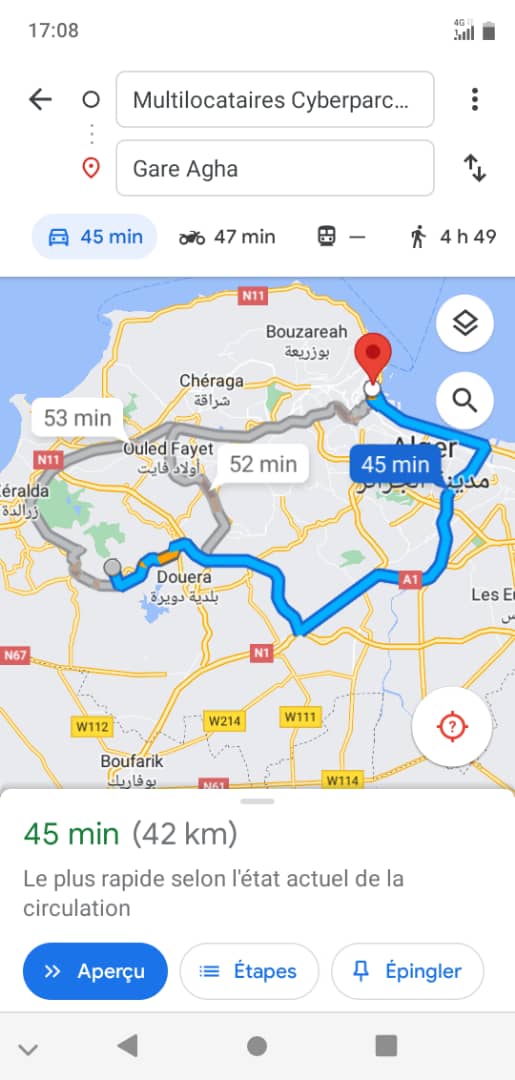 17:08
4G
Multilocataires Cyberparc...
Gare Agha
45 min
47 min
—
4 h 49
N11
Bouzareah
بوزريعة
Chéraga
شراقة
53 min
Ouled Fayet
أولاد فايت
52 min
45 min
N11
éralda
زرالدة
Douera
بلدية دويرة
A1
Les E
N67
N1
W112
W214
W111
Boufarik
بوفاريك
N61
W114
45 min (42 km)
Le plus rapide selon l'état actuel de la
circulation
Aperçu
Étapes
Épingler